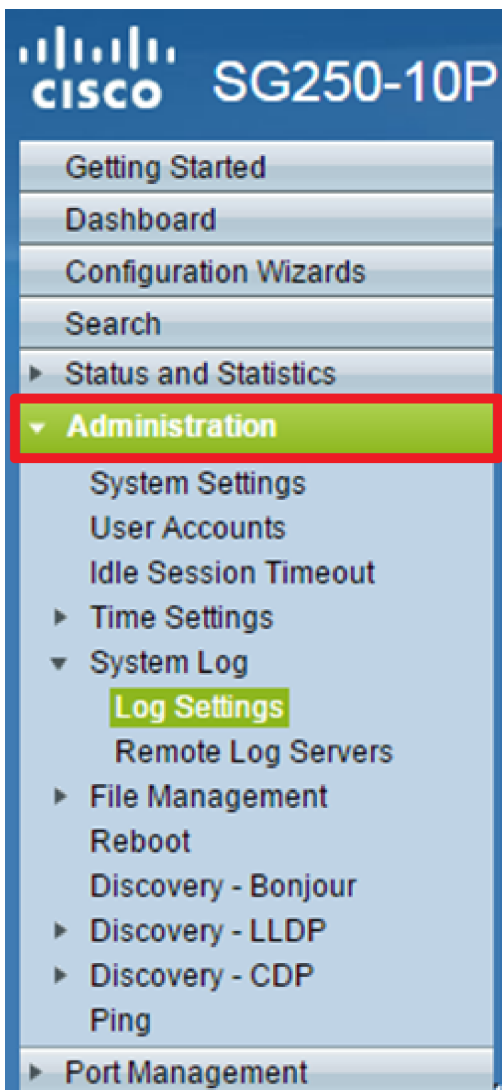 CISCO SG250-10P
Getting Started
Dashboard
Configuration Wizards
Search
Status and Statistics
Administration
System Settings
User Accounts
Idle Session Timeout
Time Settings
System Log
Log Settings
Remote Log Servers
File Management
Reboot
Discovery - Bonjour
Discovery - LLDP
Discovery - CDP
Ping
Port Management